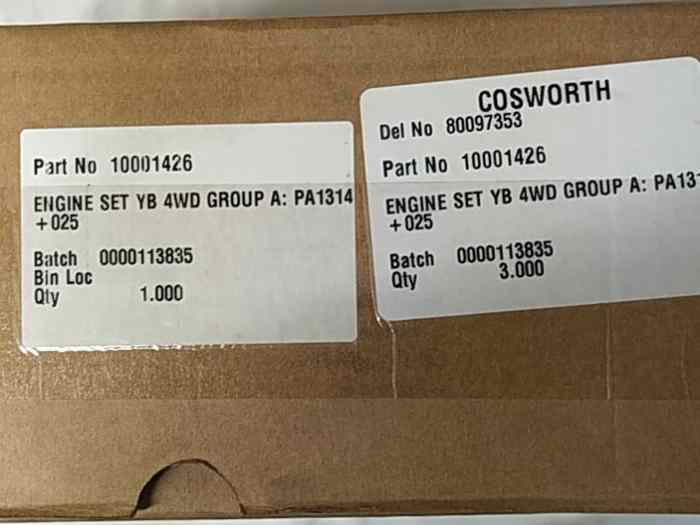 Part No 10001426
ENGINE SET YB 4WD GROUP A: PA1314
+025
Batch 0000113835
Bin Loc
Qty 1.000
COSWORTH
Del No 80097353
Part No 10001426
ENGINE SET YB 4WD GROUP A: PA13
+025
Batch 0000113835
Qty 3.000